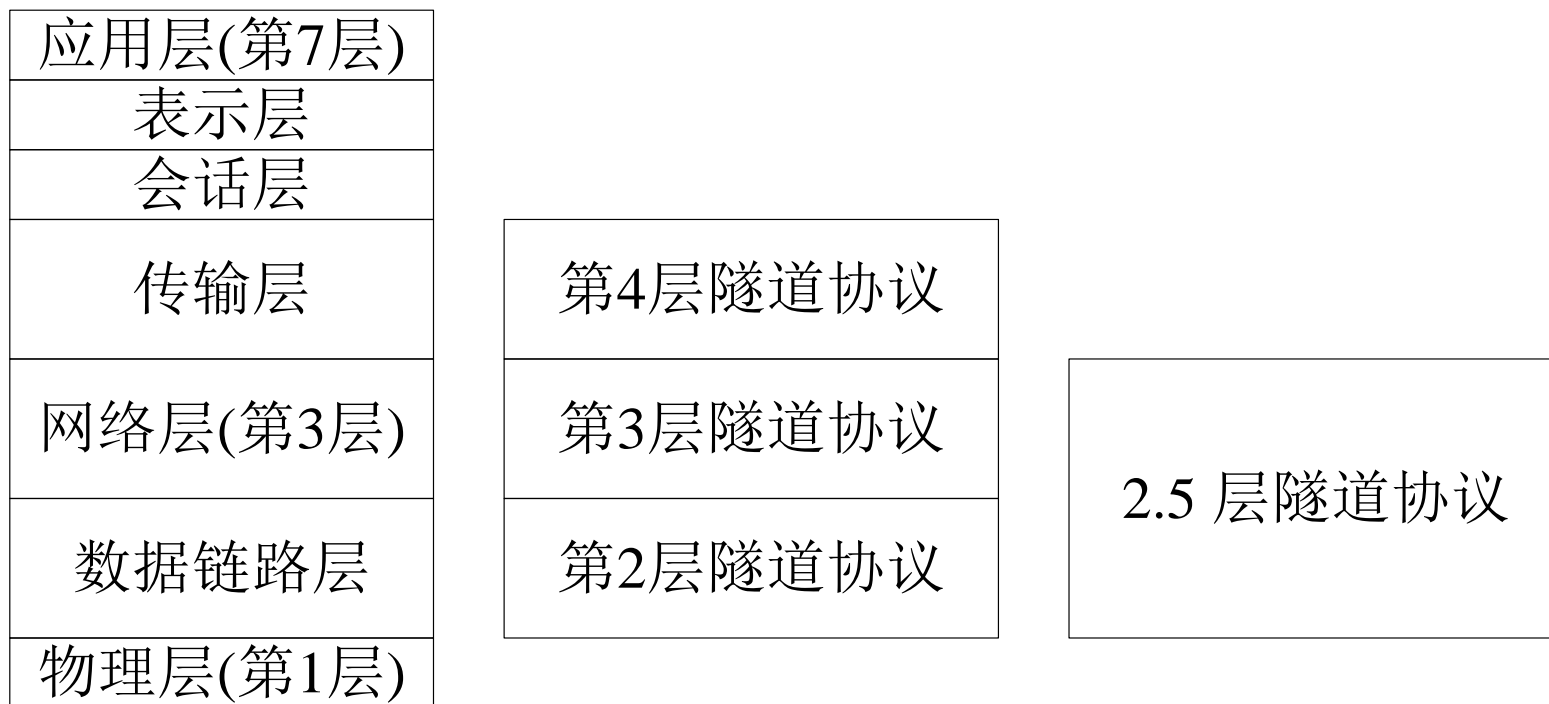 应用层(第7层)
表示层
会话层
传输层
网络层(第3层)
数据链路层
物理层(第1层)
第4层隧道协议
第3层隧道协议
第2层隧道协议
2.5 层隧道协议